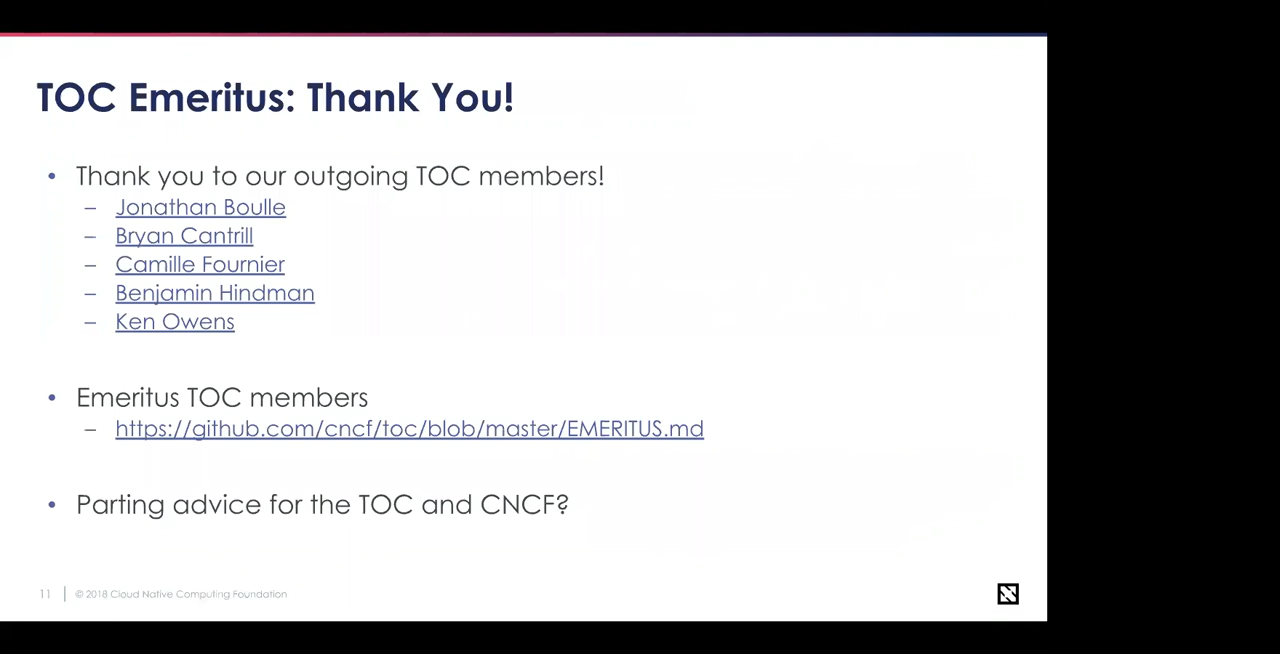 TOC Emeritus: Thank You!
• Thank you to our outgoing TOC members!
– Jonathan Boulle
– Bryan Cantrill
– Camille Fournier
– Benjamin Hindman
– Ken Owens
• Emeritus TOC members
– https://github.com/cncf/toc/blob/master/EMERITUS.md
• Parting advice for the TOC and CNCF?
11 | © 2018 Cloud Native Computing Foundation